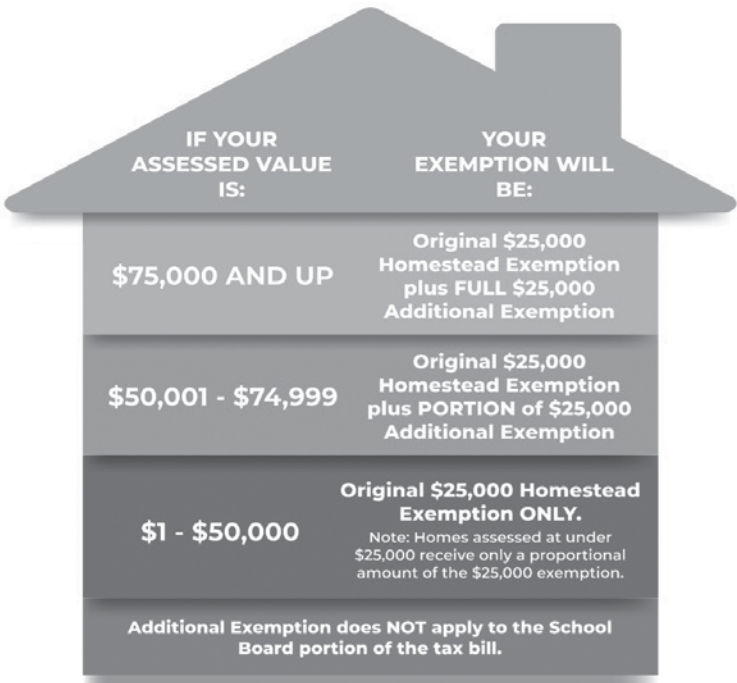 IF YOUR
ASSESSED VALUE
IS:
YOUR
EXEMPTION WILL
BE:
$75,000 AND UP
Original $25,000
Homestead Exemption
plus FULL $25,000
Additional Exemption
$50,001 - $74,999
Original $25,000
Homestead Exemption
plus PORTION of $25,000
Additional Exemption
$1 - $50,000
Original $25,000 Homestead
Exemption ONLY.
Note: Homes assessed at under
$25,000 receive only a proportional
amount of the $25,000 exemption.
Additional Exemption does NOT apply to the School
Board portion of the tax bill.